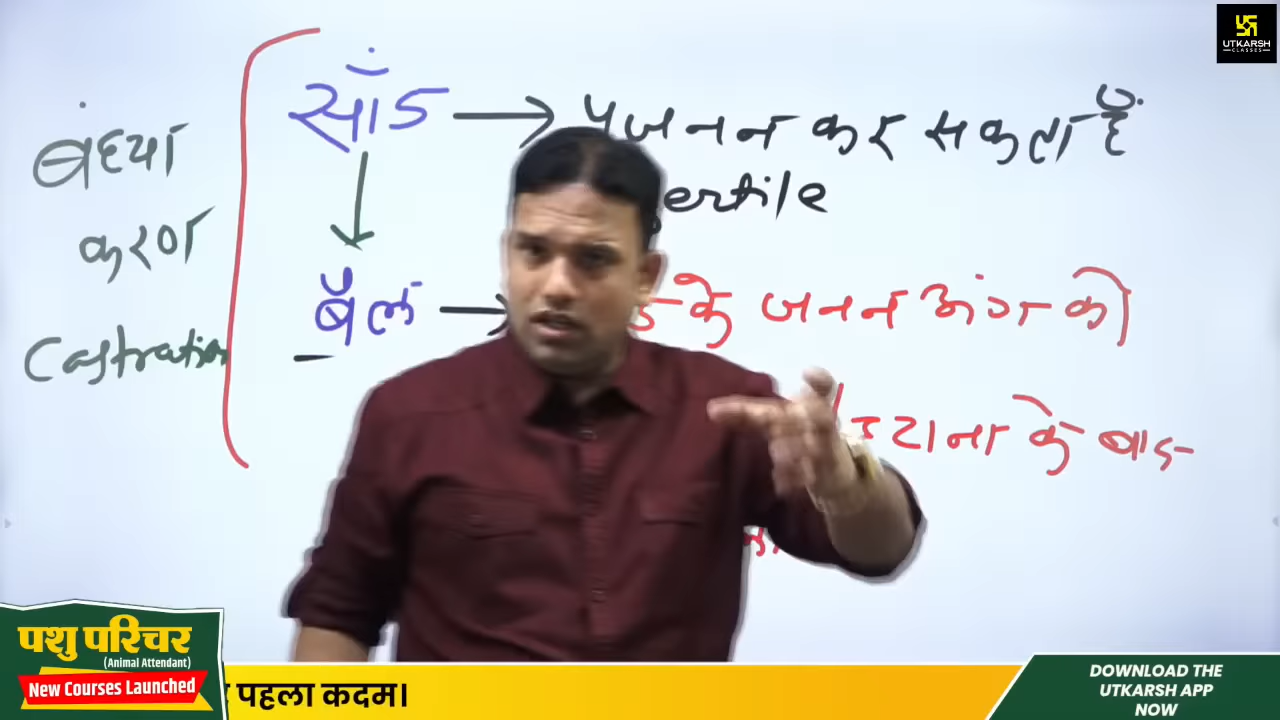 UTKARSH
CLASSES
साँड → प्रजनन कर सकता है
ertile
बंध्या
करण
Castration
बैल →
के जनन अंग को
के बाद
पशु परिचर
(Animal Attendant)
New Courses Launched
पहला कदम।
DOWNLOAD THE
UTKARSH APP
NOW